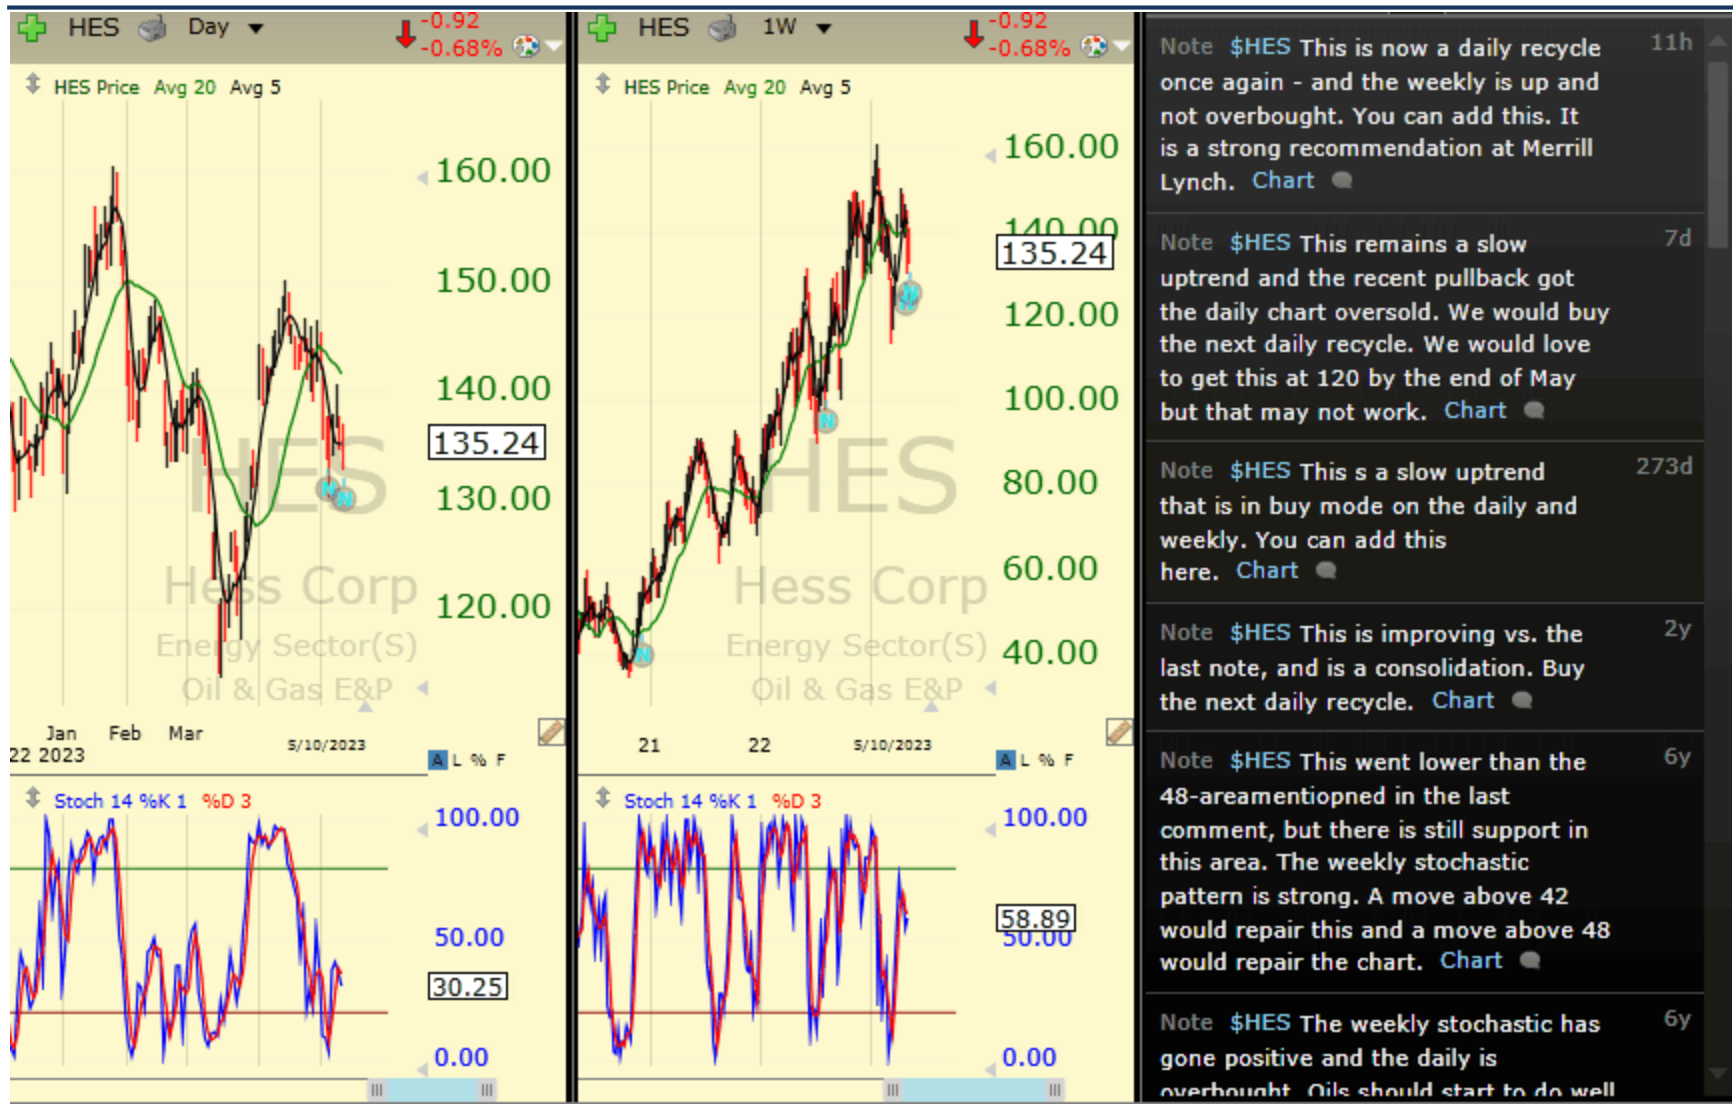 HES Day
-0.92
-0.68%
HES Price Avg 20 Avg 5
160.00
150.00
140.00
135.24
130.00
120.00
HES
Hess Corp
Energy Sector(S)
Oil & Gas E&P
Jan Feb Mar 5/10/2023
22 2023
A L % F
Stoch 14 %K 1 %D 3
100.00
50.00
30.25
0.00
N N
HES 1W
-0.92
-0.68%
HES Price Avg 20 Avg 5
160.00
140.00
135.24
120.00
100.00
80.00
60.00
40.00
HES
Hess Corp
Energy Sector(S)
Oil & Gas E&P
21 22 5/10/2023
A L % F
Stoch 14 %K 1 %D 3
100.00
58.89
50.00
0.00
N
N
N
Note $HES This is now a daily recycle 11h
once again - and the weekly is up and
not overbought. You can add this. It
is a strong recommendation at Merrill
Lynch. Chart
Note $HES This remains a slow 7d
uptrend and the recent pullback got
the daily chart oversold. We would buy
the next daily recycle. We would love
to get this at 120 by the end of May
but that may not work. Chart
Note $HES This s a slow uptrend 273d
that is in buy mode on the daily and
weekly. You can add this
here. Chart
Note $HES This is improving vs. the 2y
last note, and is a consolidation. Buy
the next daily recycle. Chart
Note $HES This went lower than the 6y
48-areamentiopned in the last
comment, but there is still support in
this area. The weekly stochastic
pattern is strong. A move above 42
would repair this and a move above 48
would repair the chart. Chart
Note $HES The weekly stochastic has 6y
gone positive and the daily is
overbought. Oils should start to do well